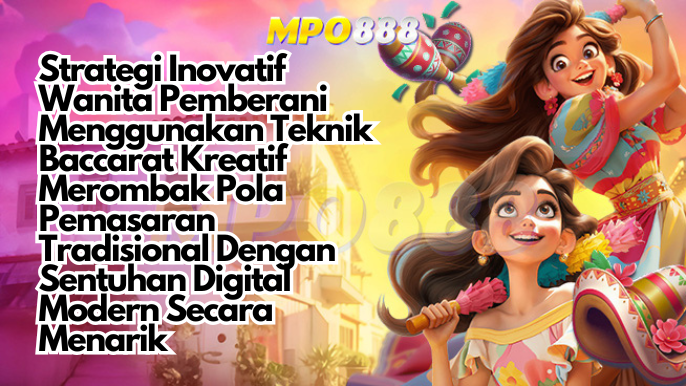 MPO888
Strategi Inovatif
Wanita Pemberani
Menggunakan Teknik
Baccarat Kreatif
Merombak Pola
Pemasaran
Tradisional Dengan
Sentuhan Digital
Modern Secara
Menarik
MPO888